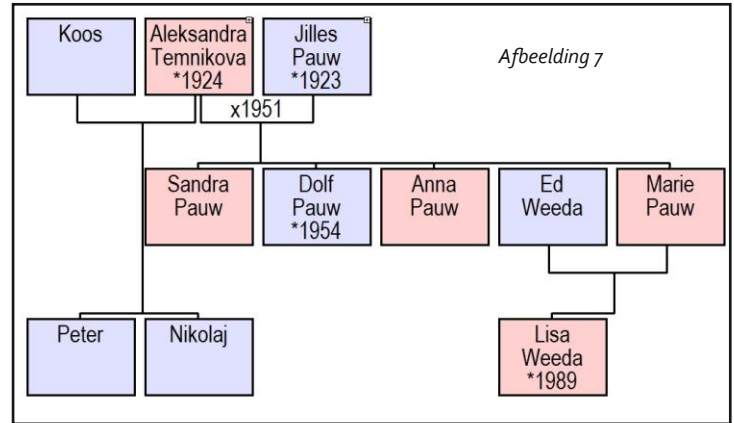 Koos
Aleksandra
Temnikova
*1924
Jilles
Pauw
*1923
Afbeelding 7
x1951
Sandra
Pauw
Dolf
Pauw
*1954
Anna
Pauw
Ed
Weeda
Marie
Pauw
Peter
Nikolaj
Lisa
Weeda
*1989